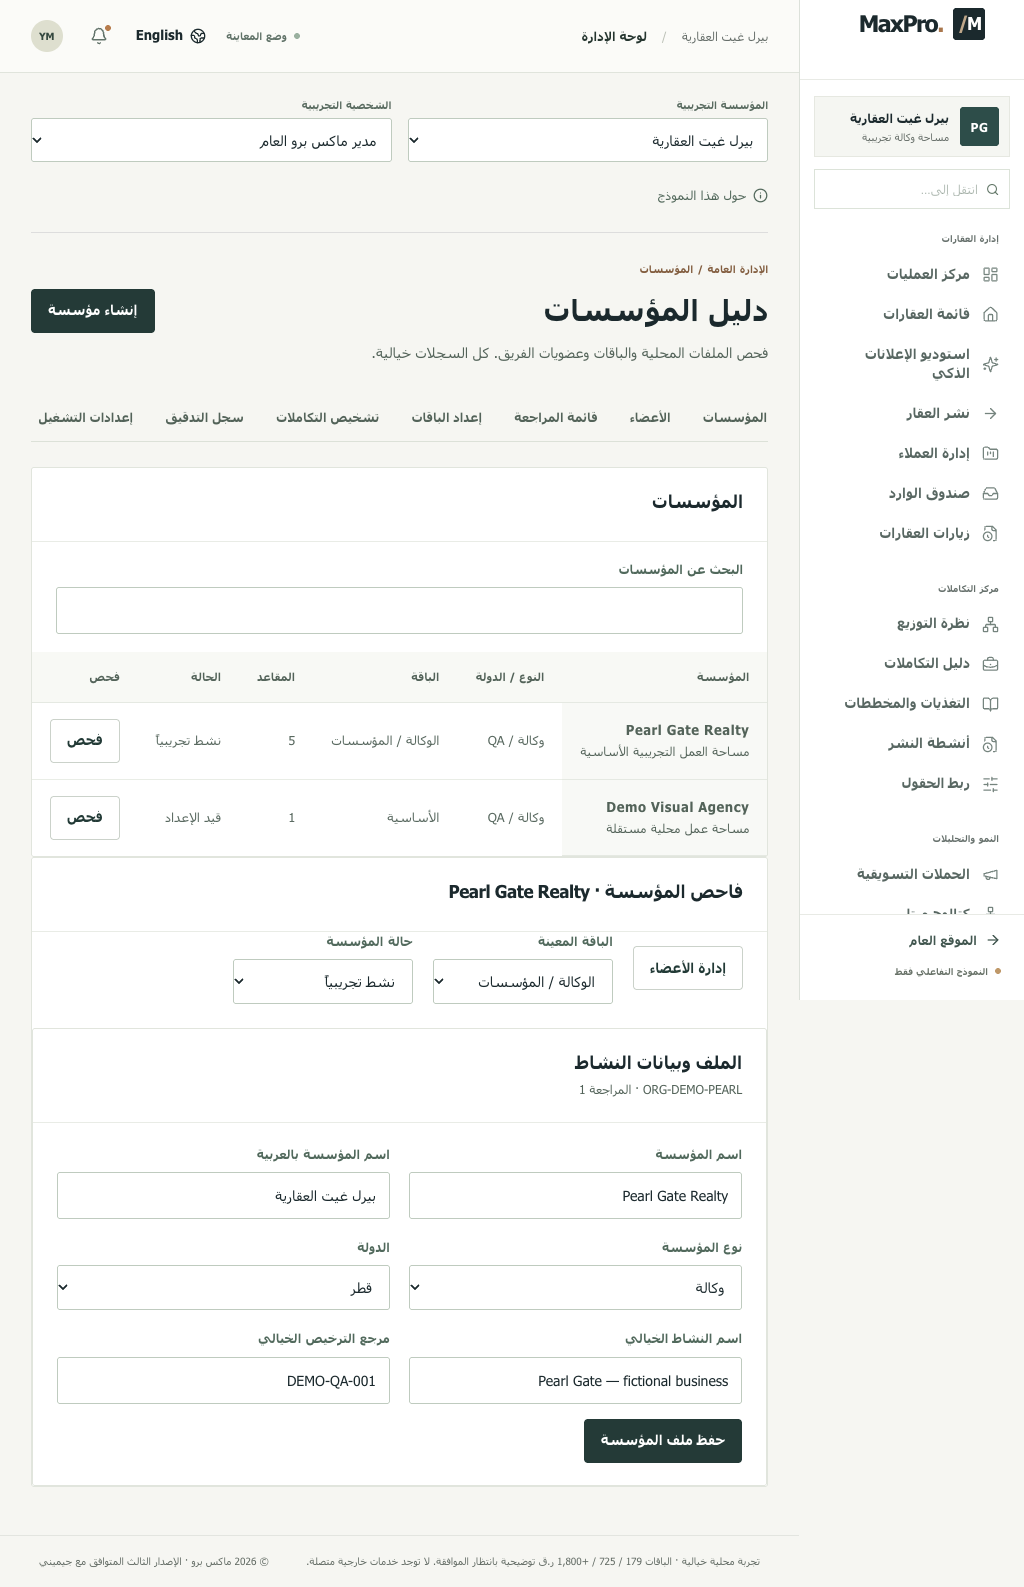 MaxPro.
/M
بيرل غيت العقارية
/
لوحة الإدارة
وضع المعاينة
English
YM
PG
بيرل غيت العقارية
مساحة وكالة تجريبية
انتقل إلى...
إدارة العقارات
مركز العمليات
قائمة العقارات
استوديو الإعلانات
الذكي
نشر العقار
إدارة العملاء
صندوق الوارد
زيارات العقارات
مركز التكاملات
نظرة التوزيع
دليل التكاملات
التغذيات والمخططات
أنشطة النشر
ربط الحقول
النمو والتحليلات
الحملات التسويقية
الموقع العام
النموذج التفاعلي فقط
المؤسسة التجريبية
الشخصية التجريبية
بيرل غيت العقارية
مدير ماكس برو العام
حول هذا النموذج
الإدارة العامة / المؤسسات
دليل المؤسسات
إنشاء مؤسسة
فحص الملفات المحلية والباقات وعضويات الفريق. كل السجلات خيالية.
المؤسسات
الأعضاء
قائمة المراجعة
إعداد الباقات
تشخيص التكاملات
سجل التدقيق
إعدادات التشغيل
المؤسسات
البحث عن المؤسسات
المؤسسة
النوع / الدولة
الباقة
المقاعد
الحالة
فحص
Pearl Gate Realty
مساحة العمل التجريبية الأساسية
وكالة / QA
الوكالة / المؤسسات
5
نشط تجريبياً
فحص
Demo Visual Agency
مساحة عمل محلية مستقلة
وكالة / QA
الأساسية
1
قيد الإعداد
فحص
فاحص المؤسسة · Pearl Gate Realty
إدارة الأعضاء
الباقة المعينة
حالة المؤسسة
الوكالة / المؤسسات
نشط تجريبياً
الملف وبيانات النشاط
ORG-DEMO-PEARL · المراجعة 1
اسم المؤسسة
اسم المؤسسة بالعربية
Pearl Gate Realty
بيرل غيت العقارية
نوع المؤسسة
الدولة
وكالة
قطر
اسم النشاط الخيالي
مرجع الترخيص الخيالي
Pearl Gate — fictional business
DEMO-QA-001
حفظ ملف المؤسسة
تجربة محلية خيالية · الباقات 179 / 725 / +1,800 ر.ق توضيحية بانتظار الموافقة. لا توجد خدمات خارجية متصلة.
© 2026 ماكس برو · الإصدار الثالث المتوافق مع جيميني